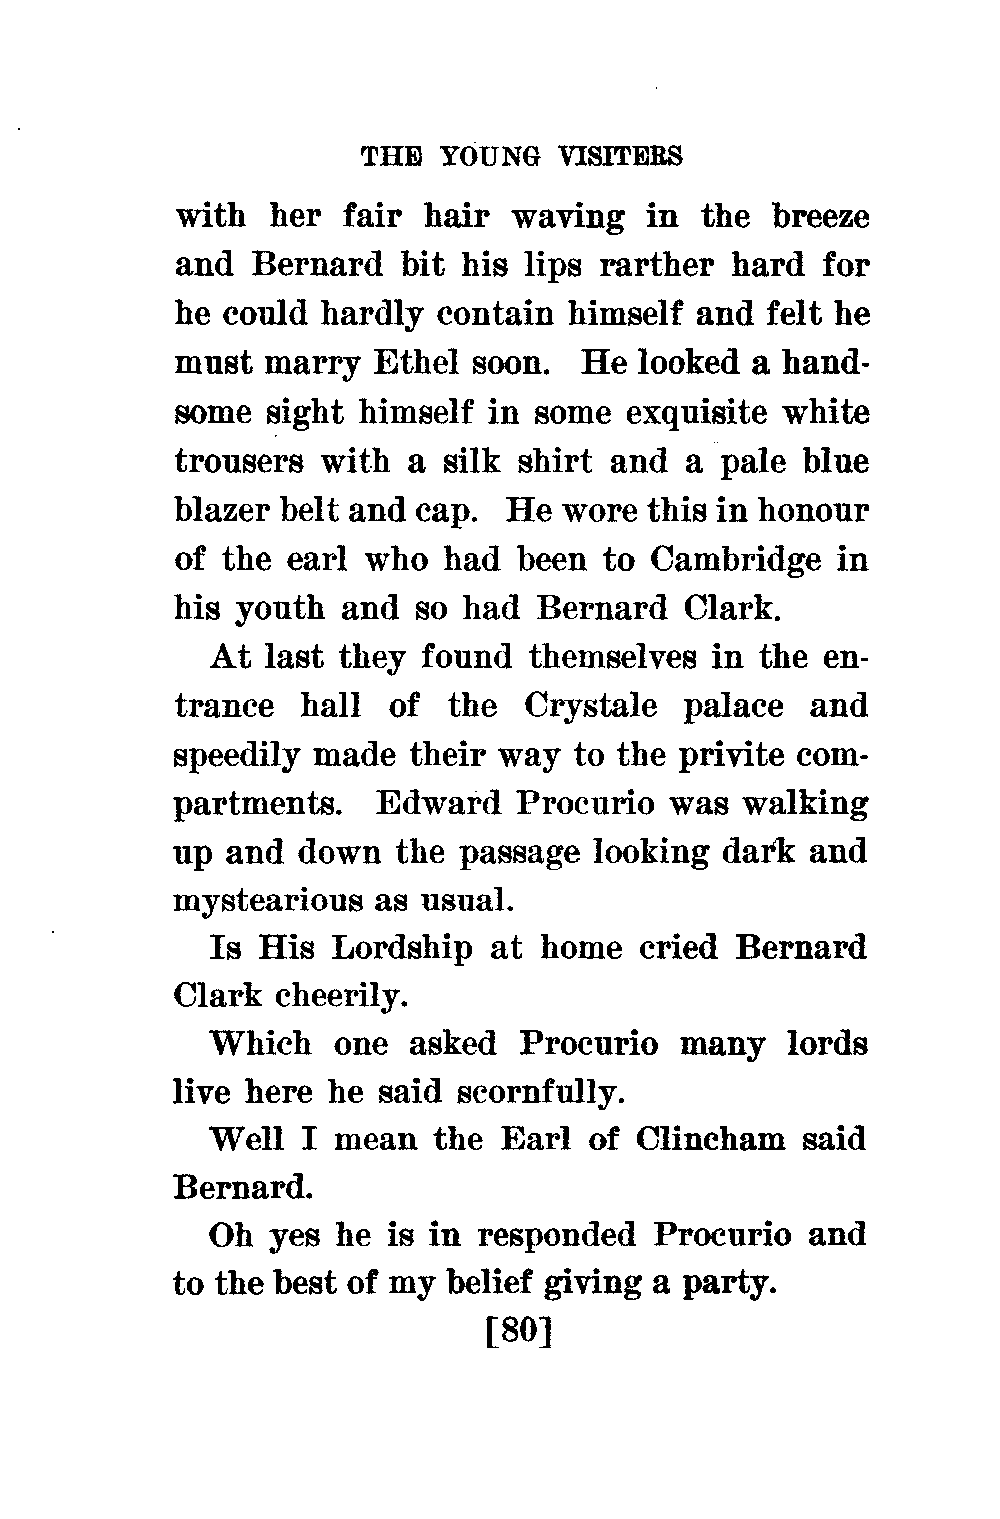 THE YOUNG VISITERS
with her fair hair waving in the breeze
and Bernard bit his lips rarther hard for
he could hardly contain himself and felt he
must marry Ethel soon. He looked a hand-
some sight himself in some exquisite white
trousers with a silk shirt and a pale blue
blazer belt and cap. He wore this in honour
of the earl who had been to Cambridge in
his youth and so had Bernard Clark.
At last they found themselves in the en-
trance hall of the Crystale palace and
speedily made their way to the privite com-
partments. Edward Procurio was walking
up and down the passage looking dark and
mystearious as usual.
Is His Lordship at home cried Bernard
Clark cheerily.
Which one asked Procurio many lords
live here he said scornfully.
Well I mean the Earl of Clincham said
Bernard.
Oh yes he is in responded Procurio and
to the best of my belief giving a party.
[80]